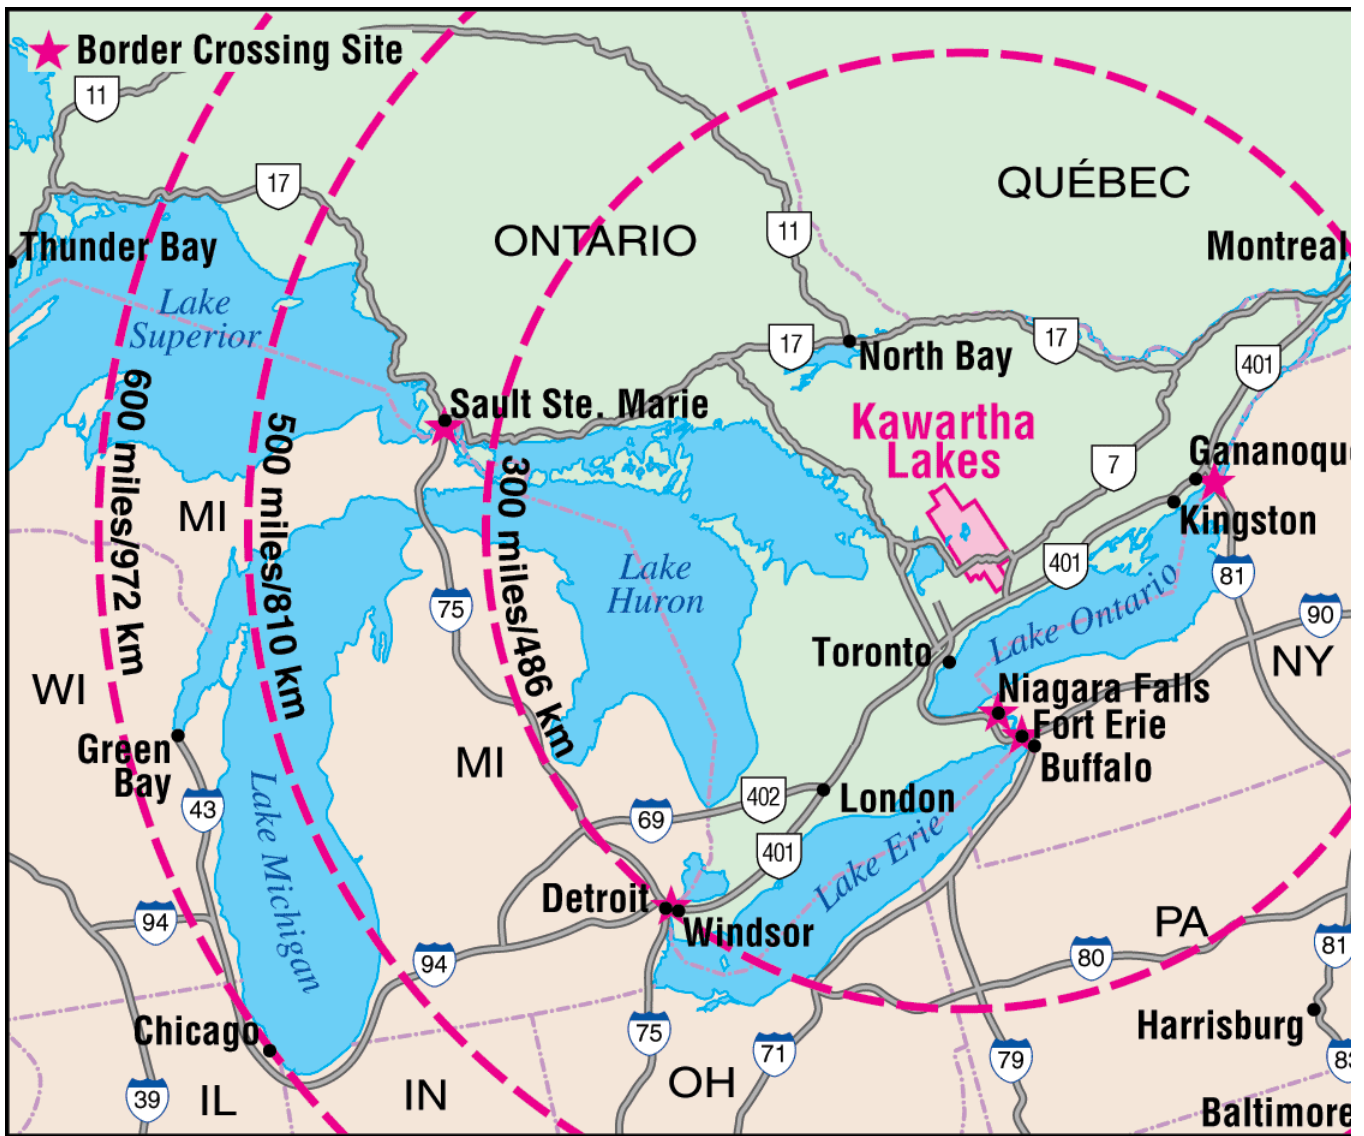 Border Crossing Site
11
17
QUÉBEC
ONTARIO
11
Montreal
Thunder Bay
Lake
Superior
17
North Bay
17
401
Sault Ste. Marie
Kawartha
Lakes
7
Gananoque
Kingston
600 miles/972 km
500 miles/810 km
300 miles/486 km
MI
Lake
Huron
401
81
75
90
Lake Ontario
Toronto
NY
WI
Niagara Falls
Fort Erie
Buffalo
Green
Bay
MI
43
Lake Michigan
402
London
69
401
Lake Erie
Detroit
Windsor
94
94
PA
80
81
Chicago
Harrisburg
75
71
79
83
39
IL
IN
OH
Baltimore